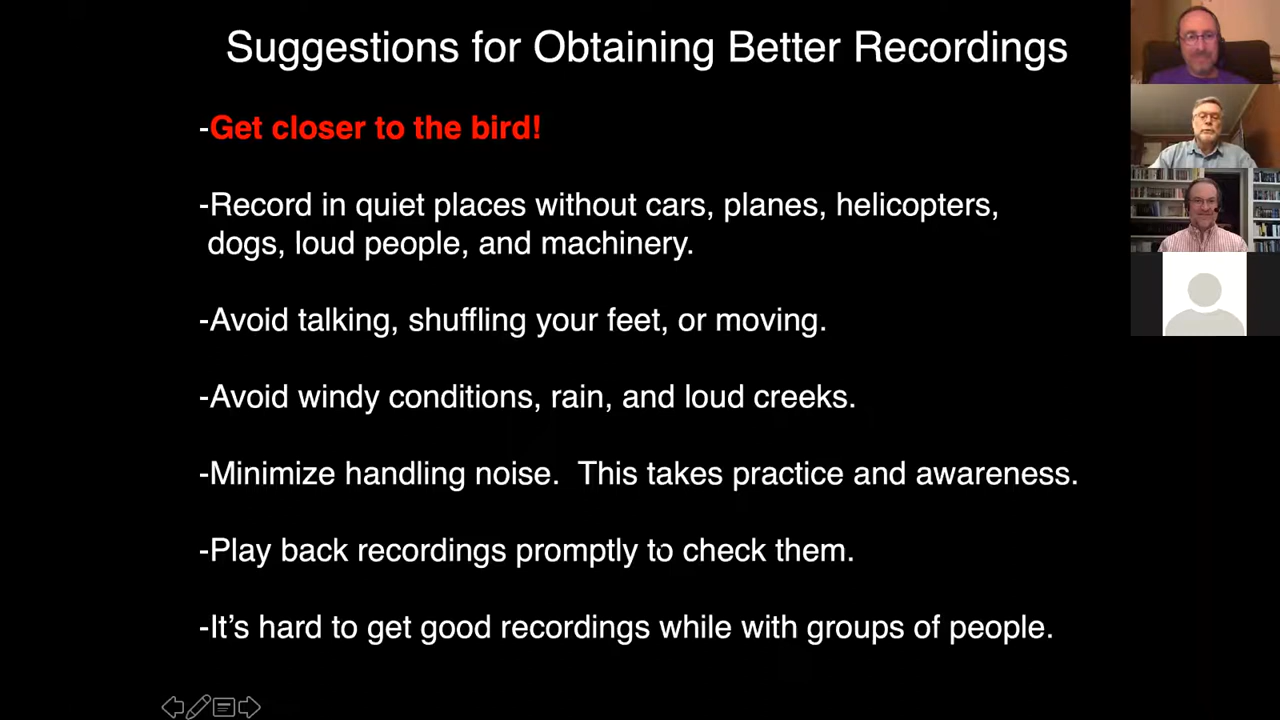 Suggestions for Obtaining Better Recordings
-Get closer to the bird!
-Record in quiet places without cars, planes, helicopters,
dogs, loud people, and machinery.
-Avoid talking, shuffling your feet, or moving.
-Avoid windy conditions, rain, and loud creeks.
-Minimize handling noise.  This takes practice and awareness.
-Play back recordings promptly to check them.
-It's hard to get good recordings while with groups of people.